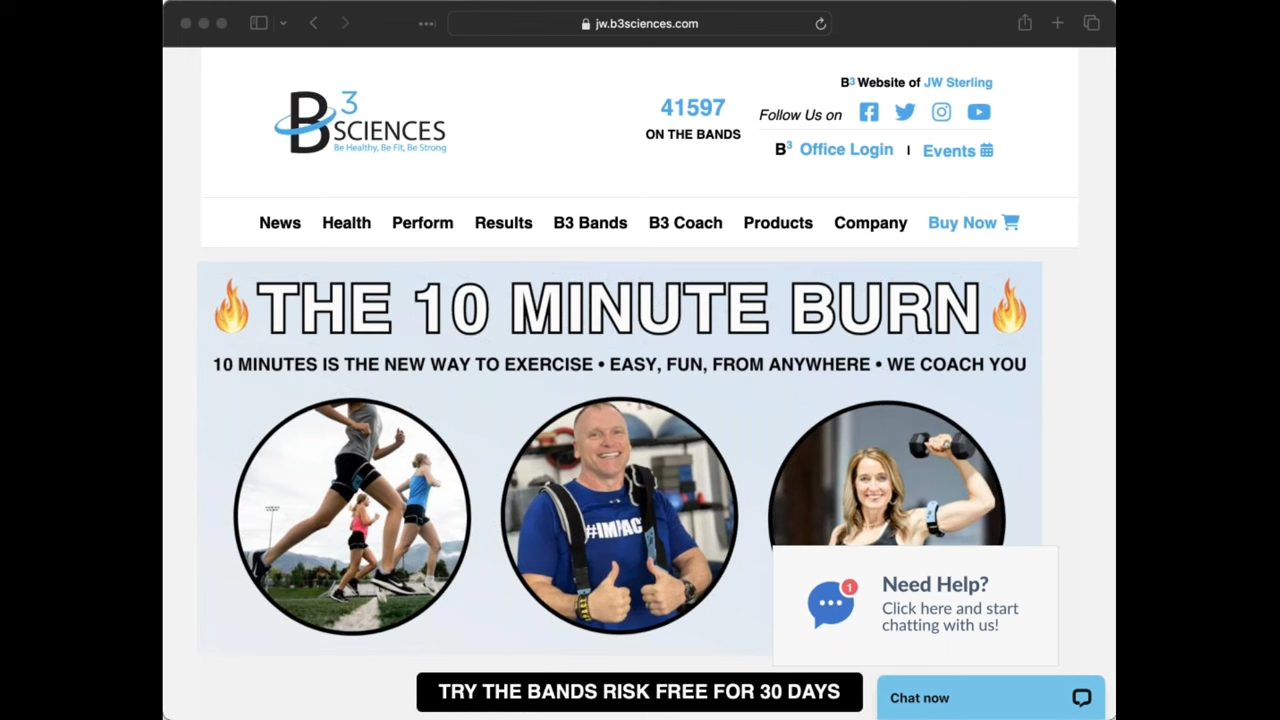 jw.b3sciences.com
B3 Website of JW Sterling
B3 SCIENCES
Be Healthy, Be Fit, Be Strong
41597
ON THE BANDS
Follow Us on
B3 Office Login | Events
News Health Perform Results B3 Bands B3 Coach Products Company Buy Now
🔥THE 10 MINUTE BURN🔥
10 MINUTES IS THE NEW WAY TO EXERCISE • EASY, FUN, FROM ANYWHERE • WE COACH YOU
#IMPACT
1
Need Help?
Click here and start
chatting with us!
TRY THE BANDS RISK FREE FOR 30 DAYS
Chat now